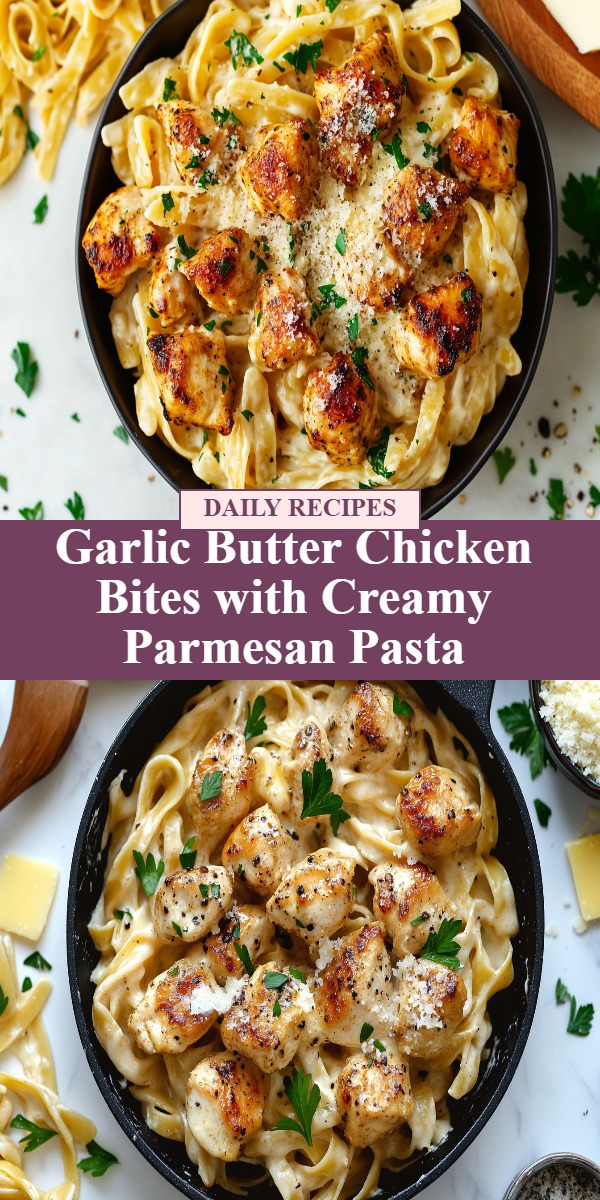 DAILY RECIPES
Garlic Butter Chicken
Bites with Creamy
Parmesan Pasta